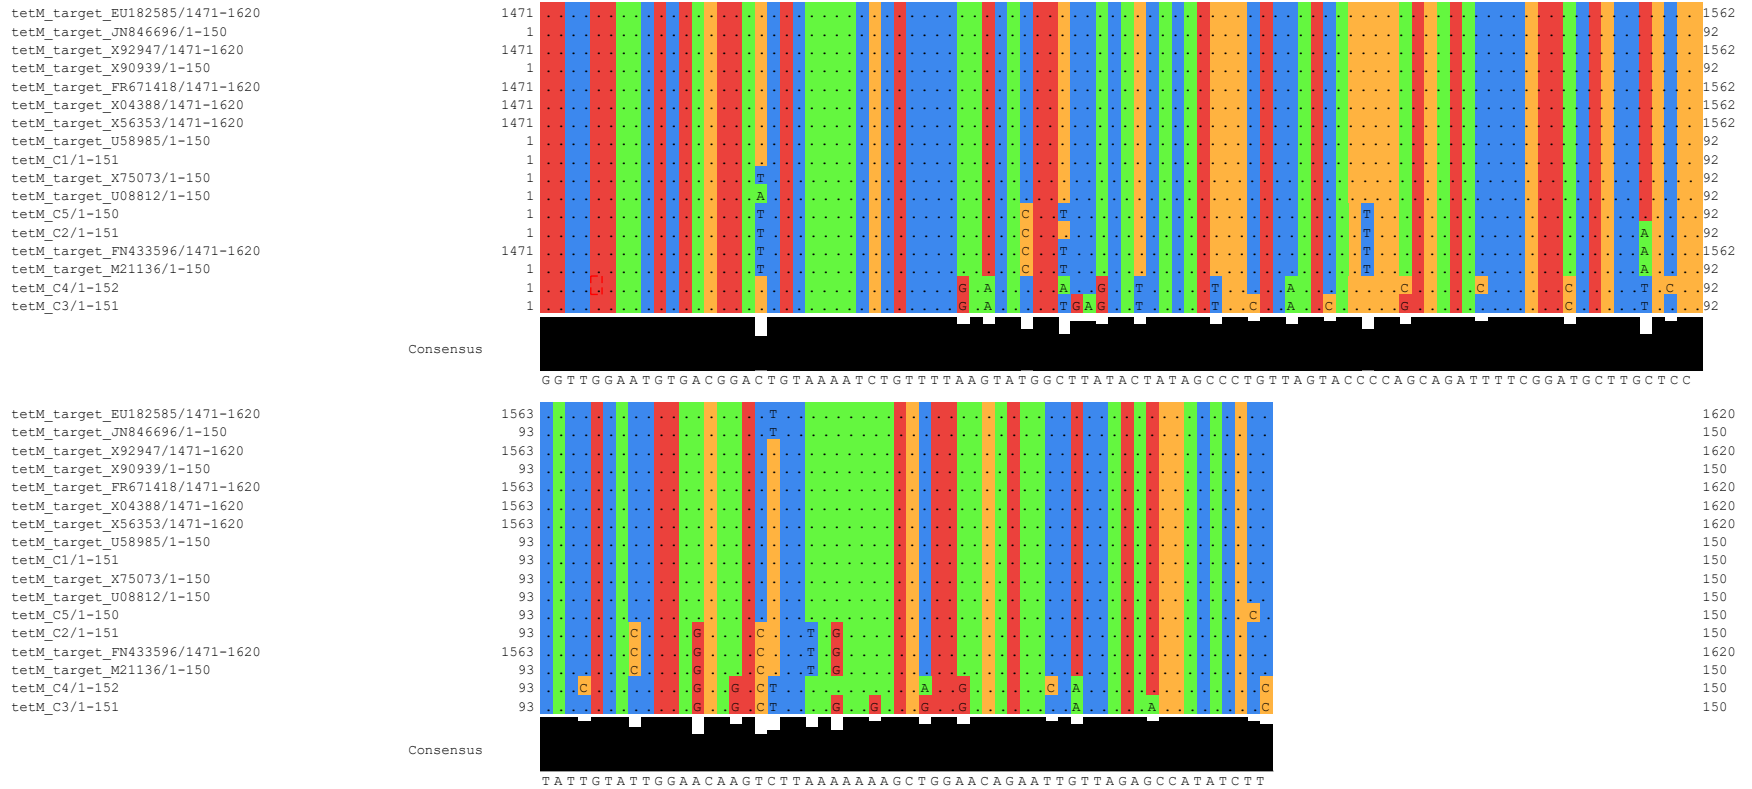 tetM_target_EU182585/1471-1620 1471 1562
tetM_target_JN846696/1-150 1 92
tetM_target_X92947/1471-1620 1471 1562
tetM_target_X90939/1-150 1 92
tetM_target_FR671418/1471-1620 1471 1562
tetM_target_X04388/1471-1620 1471 1562
tetM_target_X56353/1471-1620 1471 1562
tetM_target_U58985/1-150 1 92
tetM_C1/1-151 1 92
tetM_target_X75073/1-150 1 T 92
tetM_target_U08812/1-150 1 A 92
tetM_C5/1-150 1 T C T T 92
tetM_C2/1-151 1 T C T A 92
tetM_target_FN433596/1471-1620 1471 T C T T A 1562
tetM_target_M21136/1-150 1 T C T T A 92
tetM_C4/1-152 1 G A A G T T A C C C T C 92
tetM_C3/1-151 1 G A T G A G T T C A C G C T 92
Consensus
G G T T G G A A T G T G A C G G A C T G T A A A A T C T G T T T T A A G T A T G G C T T A T A C T A T A G C C C T G T T A G T A C C C C A G C A G A T T T T C G G A T G C T T G C T C C
tetM_target_EU182585/1471-1620 1563 T 1620
tetM_target_JN846696/1-150 93 T 150
tetM_target_X92947/1471-1620 1563 1620
tetM_target_X90939/1-150 93 150
tetM_target_FR671418/1471-1620 1563 1620
tetM_target_X04388/1471-1620 1563 1620
tetM_target_X56353/1471-1620 1563 1620
tetM_target_U58985/1-150 93 150
tetM_C1/1-151 93 150
tetM_target_X75073/1-150 93 150
tetM_target_U08812/1-150 93 150
tetM_C5/1-150 93 C 150
tetM_C2/1-151 93 C G C T G 150
tetM_target_FN433596/1471-1620 1563 C G C T G 1620
tetM_target_M21136/1-150 93 C G C T G 150
tetM_C4/1-152 93 C G G C T A G C A C 150
tetM_C3/1-151 93 G G C T G G G G A A C 150
Consensus
T A T T G T A T T G G A A C A A G T C T T A A A A A A A G C T G G A A C A G A A T T G T T A G A G C C A T A T C T T